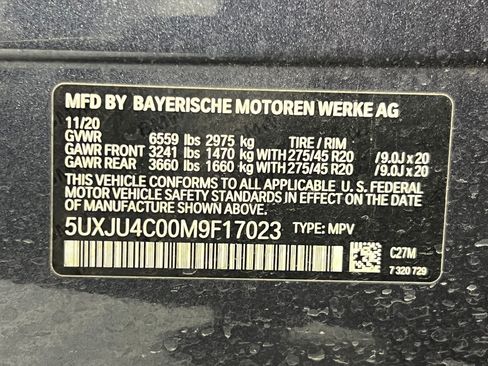 MFD BY BAYERISCHE MOTOREN WERKE AG
11/20
GVWR 6559 lbs 2975 kg TIRE / RIM
GAWR FRONT 3241 lbs 1470 kg WITH 275/45 R20 /9.0J x 20
GAWR REAR 3660 lbs 1660 kg WITH 275/45 R20 /9.0J x 20
THIS VEHICLE CONFORMS TO ALL APPLICABLE U. S. FEDERAL
MOTOR VEHICLE SAFETY STANDARDS IN EFFECT ON THE DATE
OF MANUFACTURE SHOWN ABOVE.
5UXJU4C00M9F17023 TYPE: MPV
C27M
7 320 729